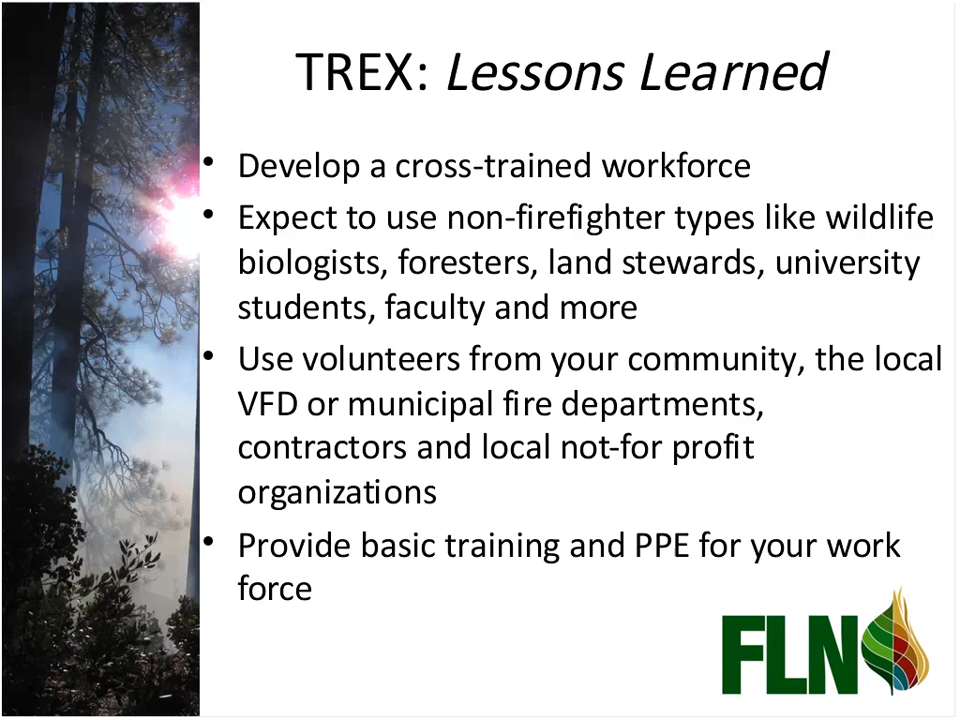 TREX: Lessons Learned
• Develop a cross-trained workforce
• Expect to use non-firefighter types like wildlife
biologists, foresters, land stewards, university
students, faculty and more
• Use volunteers from your community, the local
VFD or municipal fire departments,
contractors and local not-for profit
organizations
• Provide basic training and PPE for your work
force
FLN